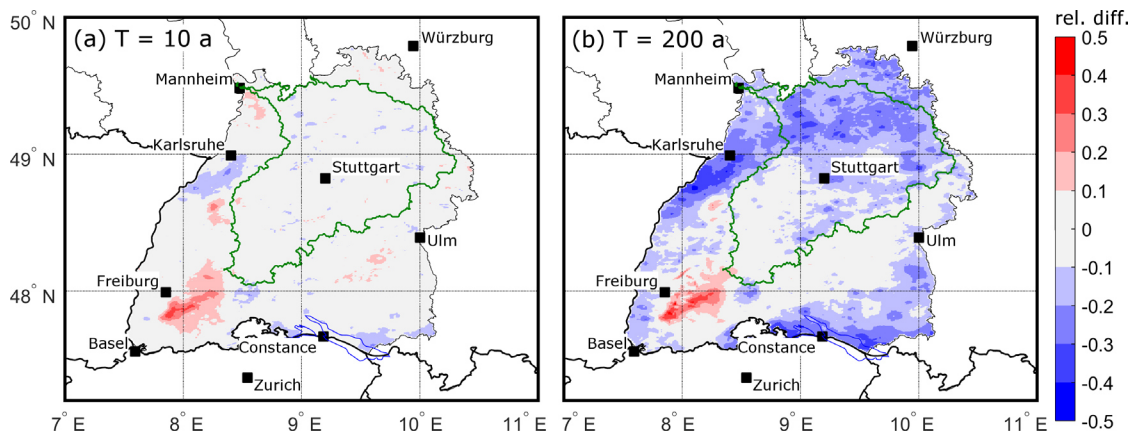 50° N
49° N
48° N
(a) T = 10 a
Würzburg
Mannheim
Karlsruhe
Stuttgart
Ulm
Freiburg
Basel
Constance
Zurich
7° E
8° E
9° E
10° E
11° E
(b) T = 200 a
Würzburg
Mannheim
Karlsruhe
Stuttgart
Ulm
Freiburg
Basel
Constance
Zurich
7° E
8° E
9° E
10° E
11° E
rel. diff.
0.5
0.4
0.3
0.2
0.1
0
-0.1
-0.2
-0.3
-0.4
-0.5